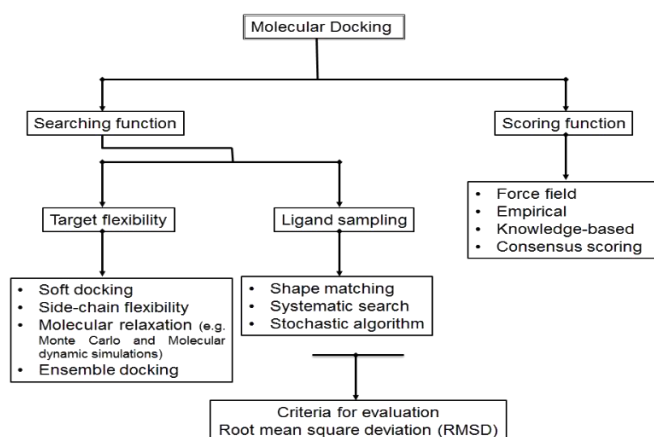 Molecular Docking
Searching function
Scoring function
Target flexibility
Ligand sampling
• Force field
• Empirical
• Knowledge-based
• Consensus scoring
• Soft docking
• Side-chain flexibility
• Molecular relaxation (e.g.
Monte Carlo and Molecular
dynamic simulations)
• Ensemble docking
• Shape matching
• Systematic search
• Stochastic algorithm
Criteria for evaluation
Root mean square deviation (RMSD)